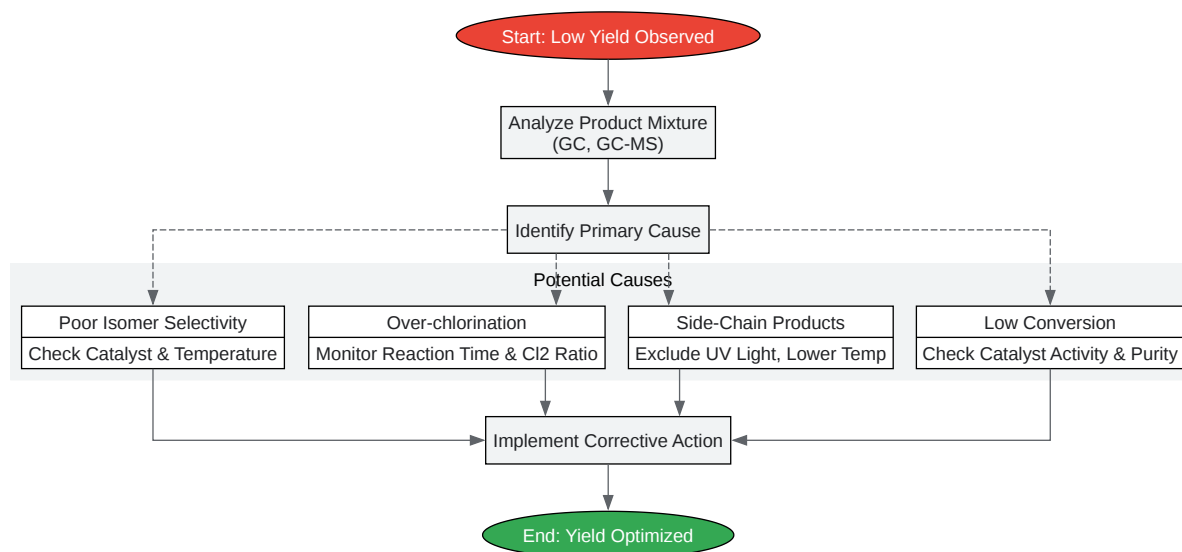 Start: Low Yield Observed
Analyze Product Mixture
(GC, GC-MS)
Identify Primary Cause
Potential Causes
Poor Isomer Selectivity
Check Catalyst & Temperature
Over-chlorination
Monitor Reaction Time & Cl2 Ratio
Side-Chain Products
Exclude UV Light, Lower Temp
Low Conversion
Check Catalyst Activity & Purity
Implement Corrective Action
End: Yield Optimized